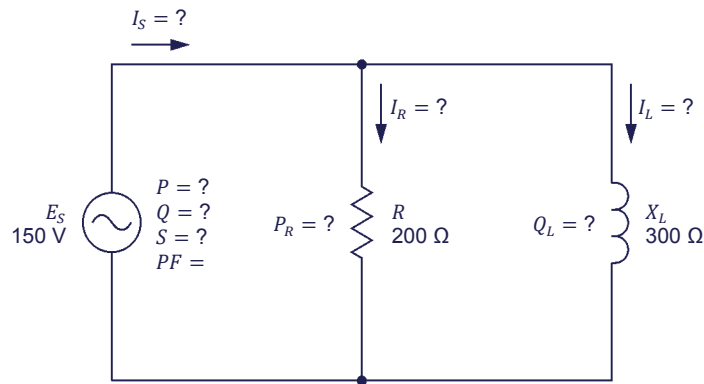 I_S = ?
I_R = ?
I_L = ?
E_S
150 V
P = ?
Q = ?
S = ?
PF =
P_R = ?
R
200 Ω
Q_L = ?
X_L
300 Ω